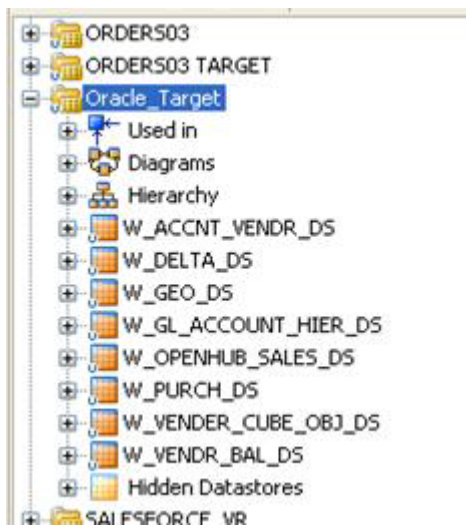 ORDERS03
ORDERS03 TARGET
Oracle_Target
Used in
Diagrams
Hierarchy
W_ACCNT_VENDR_DS
W_DELTA_DS
W_GEO_DS
W_GL_ACCOUNT_HIER_DS
W_OPENHUB_SALES_DS
W_PURCH_DS
W_VENDER_CUBE_OBJ_DS
W_VENDR_BAL_DS
Hidden Datastores
SALESFORCE_VR